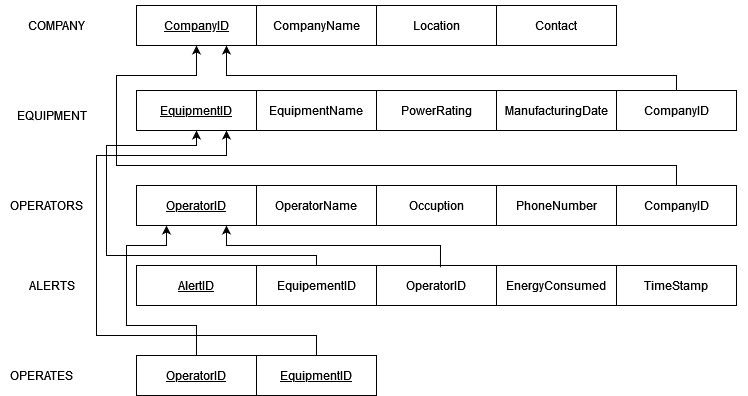 COMPANY CompanyID CompanyName Location Contact
EQUIPMENT EquipmentID EquipmentName PowerRating ManufacturingDate CompanyID
OPERATORS OperatorID OperatorName Occuption PhoneNumber CompanyID
ALERTS AlertID EquipementID OperatorID EnergyConsumed TimeStamp
OPERATES OperatorID EquipmentID